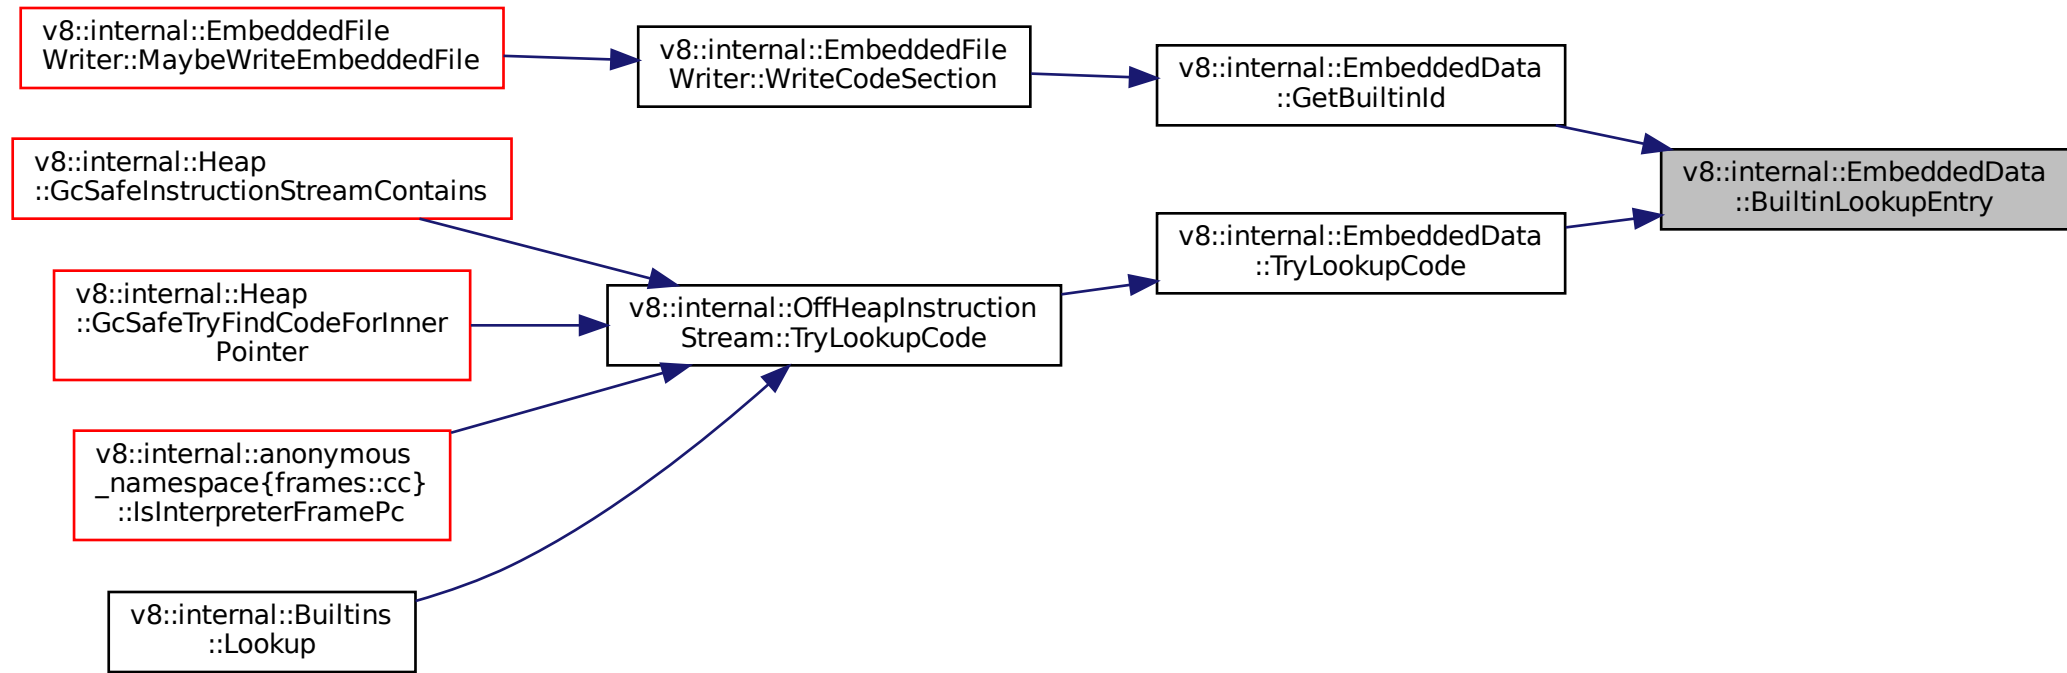 v8::internal::EmbeddedFile
Writer::MaybeWriteEmbeddedFile
v8::internal::EmbeddedFile
Writer::WriteCodeSection
v8::internal::EmbeddedData
::GetBuiltinId
v8::internal::EmbeddedData
::BuiltinLookupEntry
v8::internal::Heap
::GcSafeInstructionStreamContains
v8::internal::EmbeddedData
::TryLookupCode
v8::internal::Heap
::GcSafeTryFindCodeForInner
Pointer
v8::internal::OffHeapInstruction
Stream::TryLookupCode
v8::internal::anonymous
_namespace{frames::cc}
::IsInterpreterFramePc
v8::internal::Builtins
::Lookup